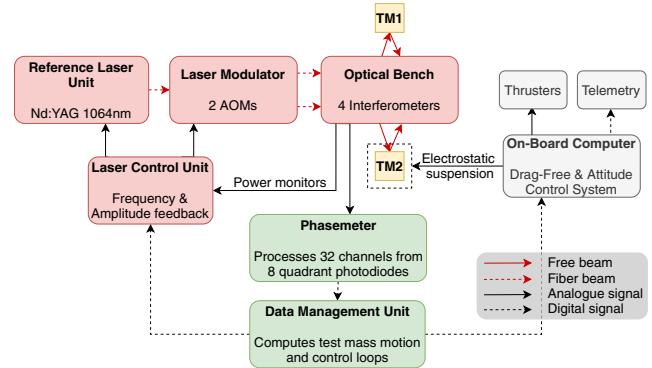 TM1
Reference Laser
Unit
Nd:YAG 1064nm
Laser Modulator
2 AOMs
Optical Bench
4 Interferometers
Thrusters
Telemetry
TM2
Electrostatic
suspension
On-Board Computer
Drag-Free & Attitude
Control System
Laser Control Unit
Frequency &
Amplitude feedback
Power monitors
Phasemeter
Processes 32 channels from
8 quadrant photodiodes
Data Management Unit
Computes test mass motion
and control loops
Free beam
Fiber beam
Analogue signal
Digital signal